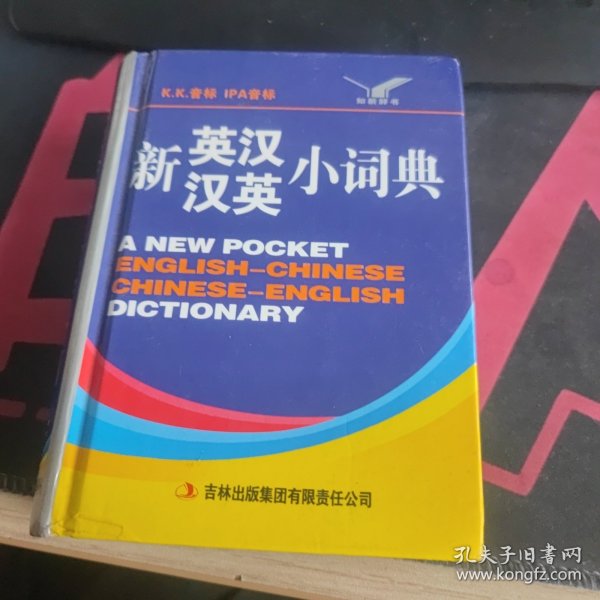 K.K.音标 IPA音标
知新辞书
新英汉汉英小词典
A NEW POCKET
ENGLISH-CHINESE
CHINESE-ENGLISH
DICTIONARY
吉林出版集团有限责任公司
孔夫子旧书网
www.kongfz.com